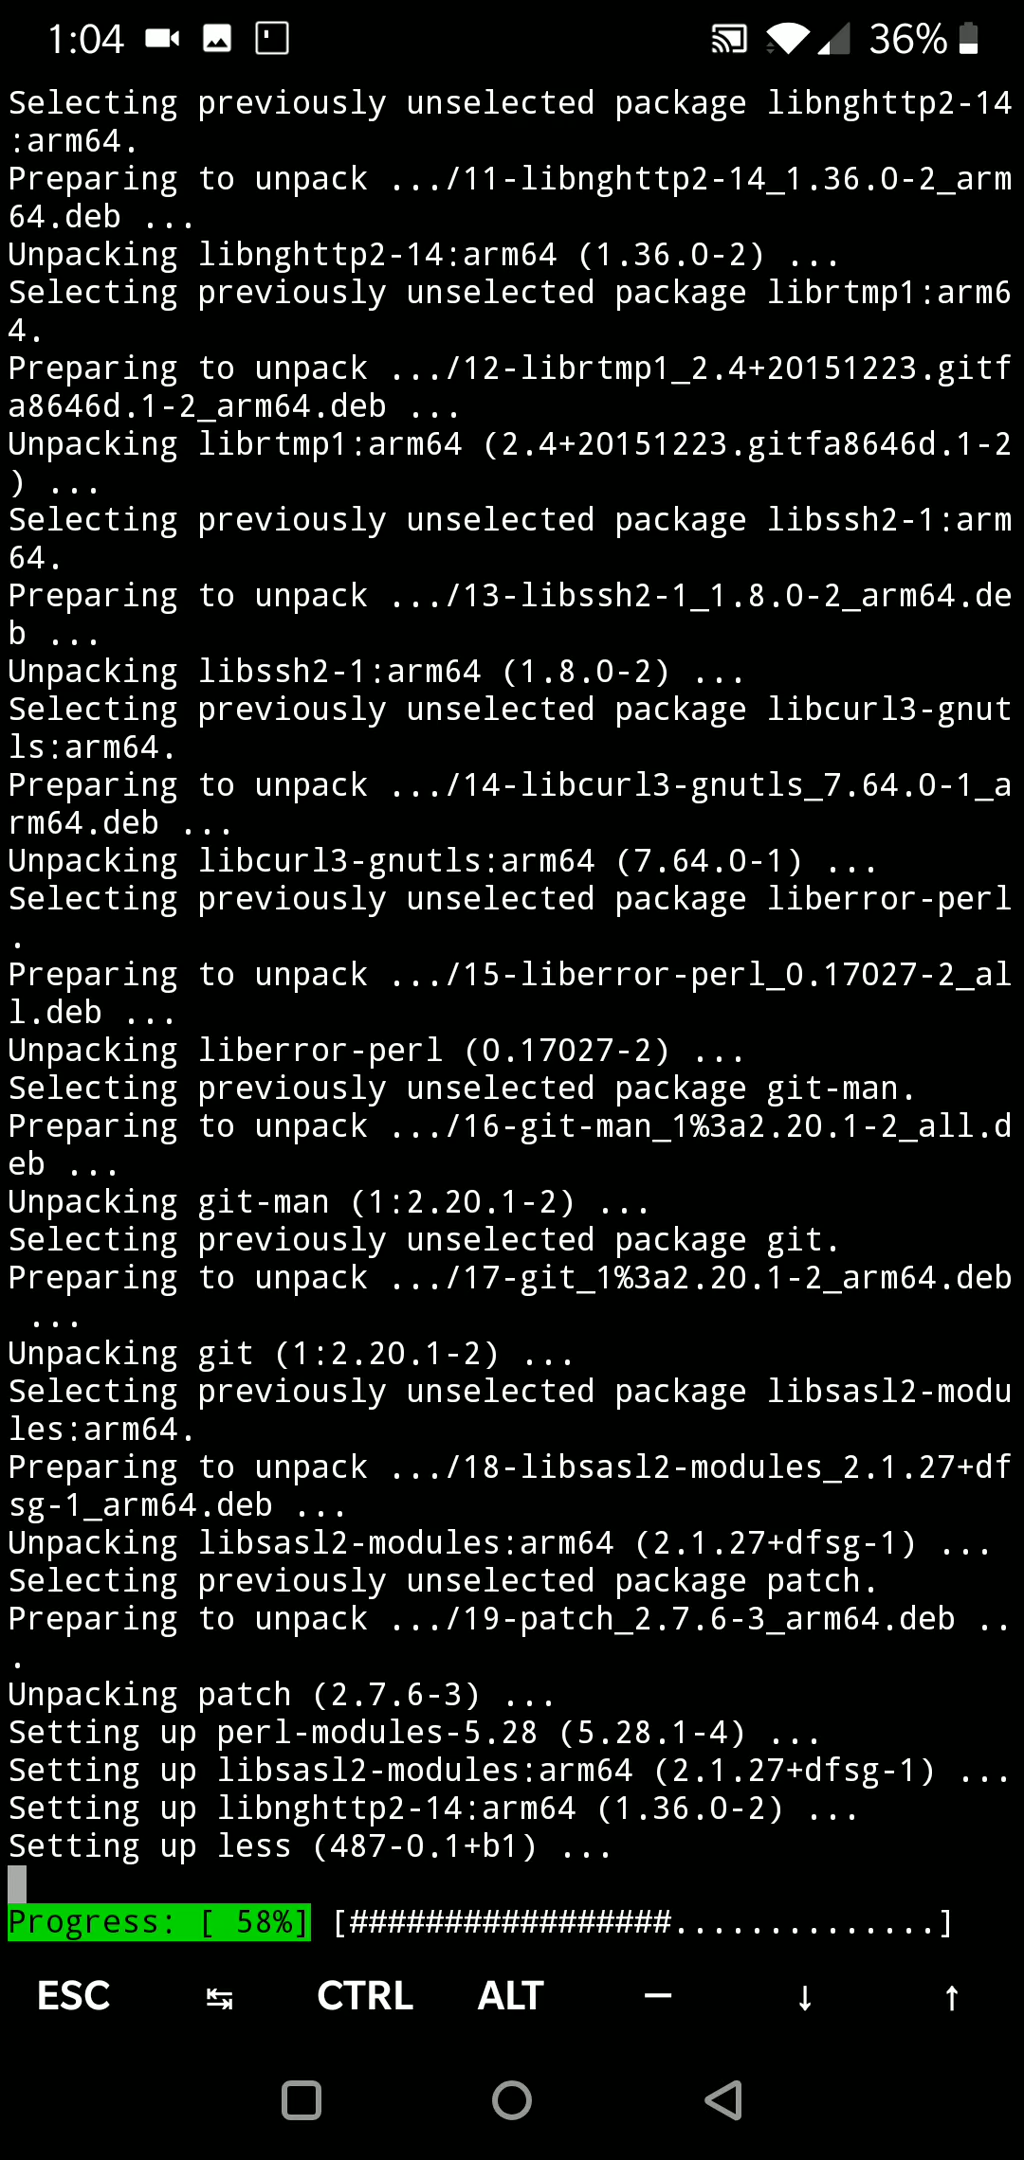 1:04 36%
Selecting previously unselected package libnghttp2-14
:arm64.
Preparing to unpack .../11-libnghttp2-14_1.36.0-2_arm
64.deb ...
Unpacking libnghttp2-14:arm64 (1.36.0-2) ...
Selecting previously unselected package librtmp1:arm6
4.
Preparing to unpack .../12-librtmp1_2.4+20151223.gitf
a8646d.1-2_arm64.deb ...
Unpacking librtmp1:arm64 (2.4+20151223.gitfa8646d.1-2
) ...
Selecting previously unselected package libssh2-1:arm
64.
Preparing to unpack .../13-libssh2-1_1.8.0-2_arm64.de
b ...
Unpacking libssh2-1:arm64 (1.8.0-2) ...
Selecting previously unselected package libcurl3-gnut
ls:arm64.
Preparing to unpack .../14-libcurl3-gnutls_7.64.0-1_a
rm64.deb ...
Unpacking libcurl3-gnutls:arm64 (7.64.0-1) ...
Selecting previously unselected package liberror-perl
.
Preparing to unpack .../15-liberror-perl_0.17027-2_al
l.deb ...
Unpacking liberror-perl (0.17027-2) ...
Selecting previously unselected package git-man.
Preparing to unpack .../16-git-man_1%3a2.20.1-2_all.d
eb ...
Unpacking git-man (1:2.20.1-2) ...
Selecting previously unselected package git.
Preparing to unpack .../17-git_1%3a2.20.1-2_arm64.deb
 ...
Unpacking git (1:2.20.1-2) ...
Selecting previously unselected package libsasl2-modu
les:arm64.
Preparing to unpack .../18-libsasl2-modules_2.1.27+df
sg-1_arm64.deb ...
Unpacking libsasl2-modules:arm64 (2.1.27+dfsg-1) ...
Selecting previously unselected package patch.
Preparing to unpack .../19-patch_2.7.6-3_arm64.deb ..
.
Unpacking patch (2.7.6-3) ...
Setting up perl-modules-5.28 (5.28.1-4) ...
Setting up libsasl2-modules:arm64 (2.1.27+dfsg-1) ...
Setting up libnghttp2-14:arm64 (1.36.0-2) ...
Setting up less (487-0.1+b1) ...
Progress: [ 58%] [#################..............]
ESC ↹ CTRL ALT — ↓ ↑